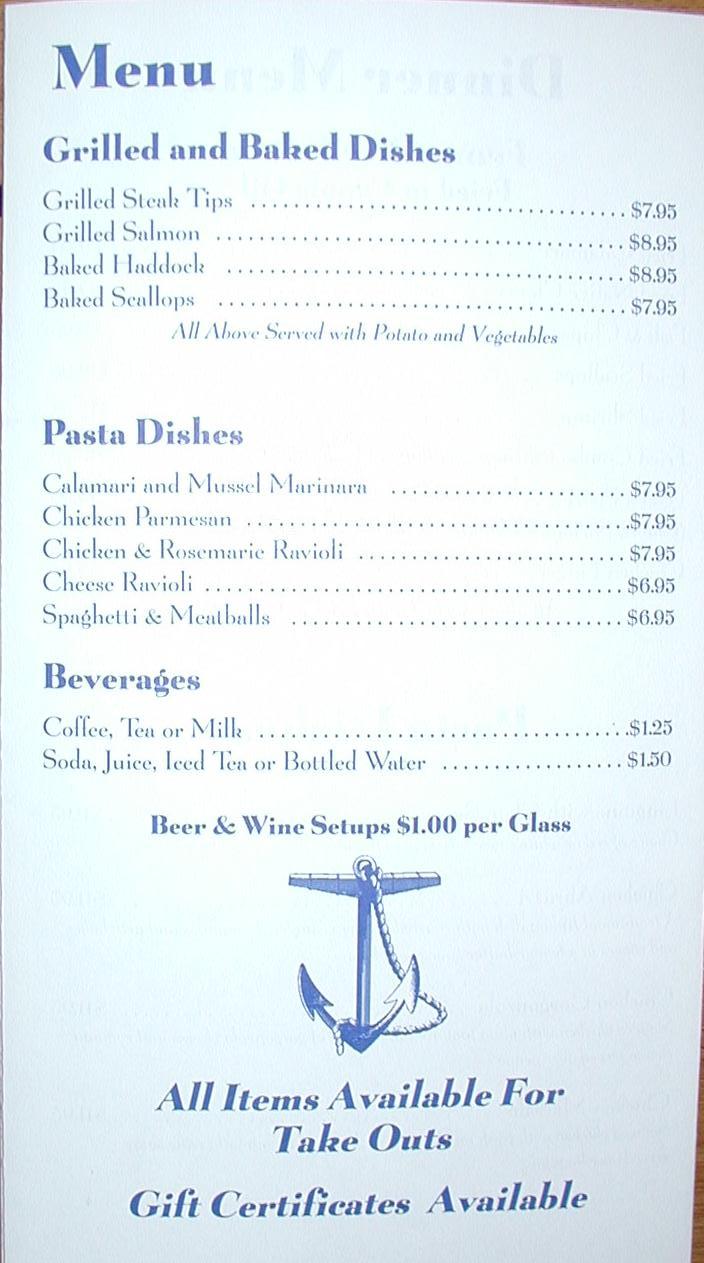 Menu
Grilled and Baked Dishes
Grilled Steak Tips ........................................ $7.95
Grilled Salmon ........................................... $8.95
Baked Haddock .......................................... $8.95
Baked Scallops ........................................... $7.95
All Above Served with Potato and Vegetables
Pasta Dishes
Calamari and Mussel Marinara ......................... $7.95
Chicken Parmesan ........................................ $7.95
Chicken & Rosemarie Ravioli ............................ $7.95
Cheese Ravioli ............................................ $6.95
Spaghetti & Meatballs ................................... $6.95
Beverages
Coffee, Tea or Milk ....................................... $1.25
Soda, Juice, Iced Tea or Bottled Water ................... $1.50
Beer & Wine Setups $1.00 per Glass
All Items Available For
Take Outs
Gift Certificates Available